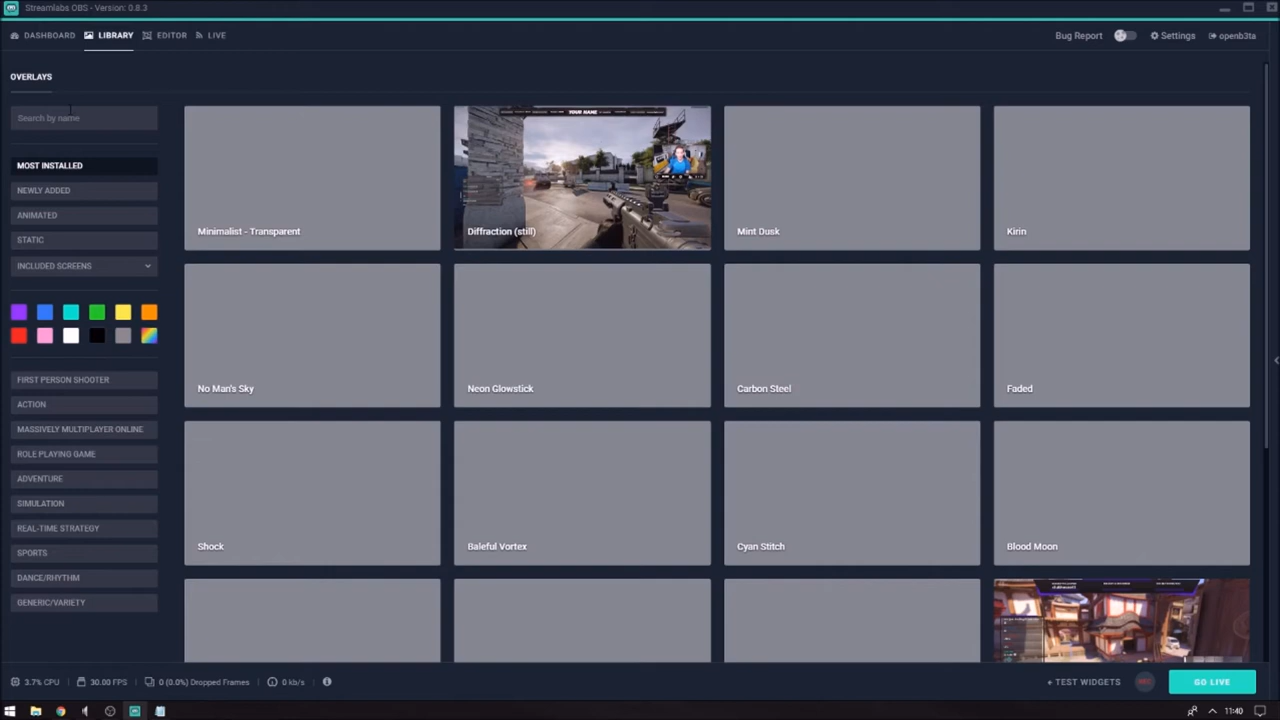 Streamlabs OBS - Version: 0.8.3
DASHBOARD LIBRARY EDITOR LIVE
Bug Report Settings openb3ta
OVERLAYS
Search by name
MOST INSTALLED
NEWLY ADDED
ANIMATED
STATIC
INCLUDED SCREENS
FIRST PERSON SHOOTER
ACTION
MASSIVELY MULTIPLAYER ONLINE
ROLE PLAYING GAME
ADVENTURE
SIMULATION
REAL-TIME STRATEGY
SPORTS
DANCE/RHYTHM
GENERIC/VARIETY
YOUR NAME
Minimalist - Transparent
Diffraction (still)
Mint Dusk
Kirin
No Man's Sky
Neon Glowstick
Carbon Steel
Faded
Shock
Baleful Vortex
Cyan Stitch
Blood Moon
3.7% CPU
30.00 FPS
0 (0.0%) Dropped Frames
0 kb/s
+ TEST WIDGETS
REC
GO LIVE
11:40